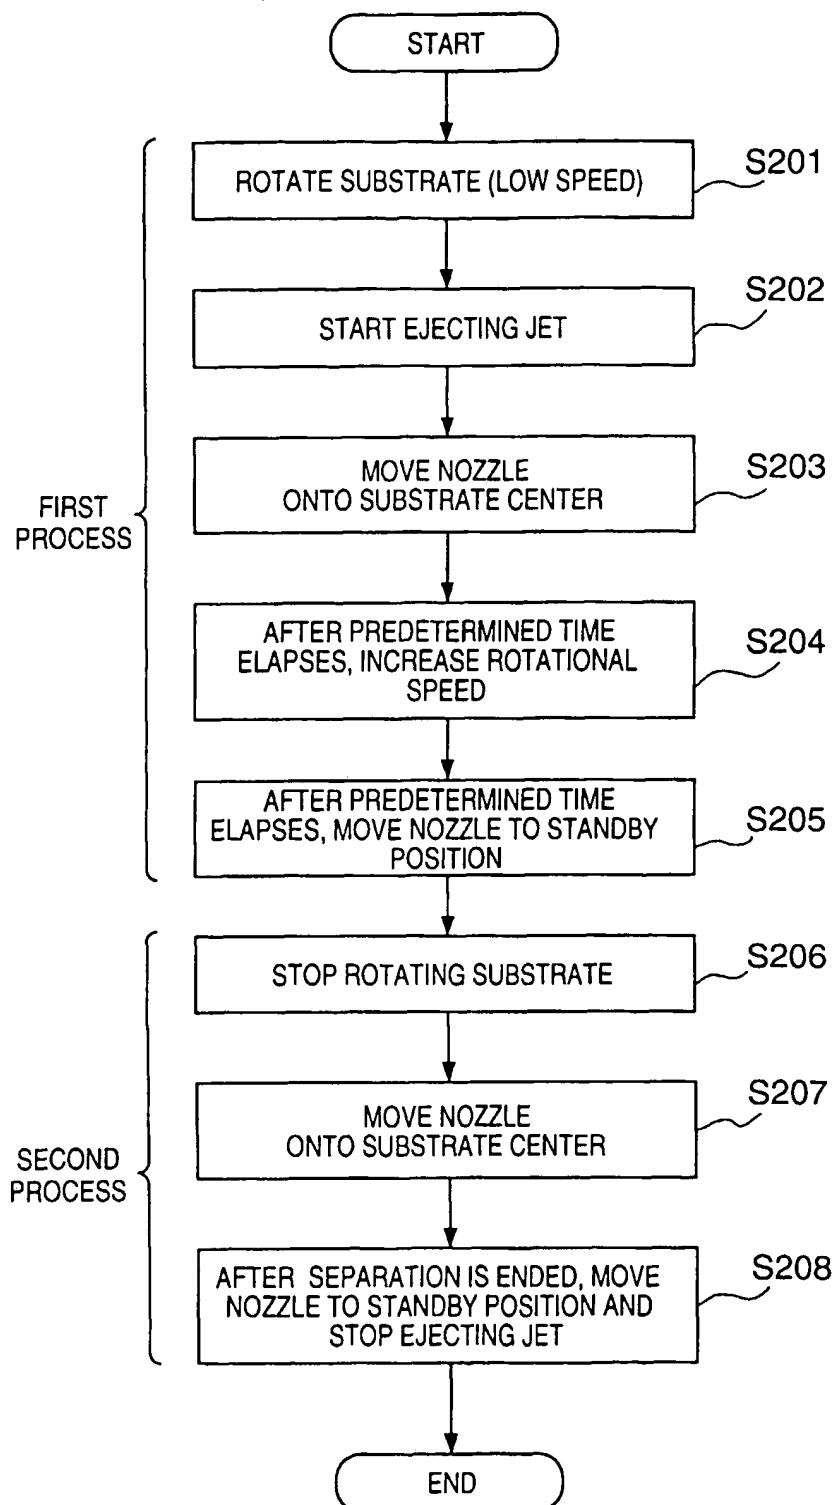 START
ROTATE SUBSTRATE (LOW SPEED)
S201
START EJECTING JET
S202
MOVE NOZZLE
ONTO SUBSTRATE CENTER
S203
FIRST
PROCESS
AFTER PREDETERMINED TIME
ELAPSES, INCREASE ROTATIONAL
SPEED
S204
AFTER PREDETERMINED TIME
ELAPSES, MOVE NOZZLE TO STANDBY
POSITION
S205
STOP ROTATING SUBSTRATE
S206
MOVE NOZZLE
ONTO SUBSTRATE CENTER
S207
SECOND
PROCESS
AFTER SEPARATION IS ENDED, MOVE
NOZZLE TO STANDBY POSITION AND
STOP EJECTING JET
S208
END